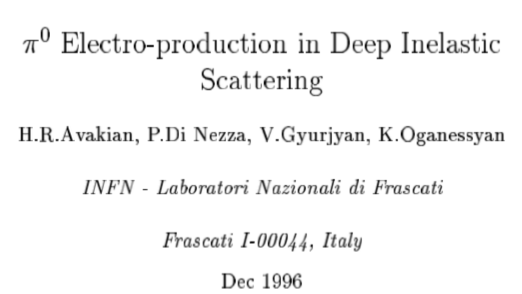 π⁰ Electro-production in Deep Inelastic
Scattering
H.R.Avakian, P.Di Nezza, V.Gyurjyan, K.Oganessyan
INFN - Laboratori Nazionali di Frascati
Frascati I-00044, Italy
Dec 1996